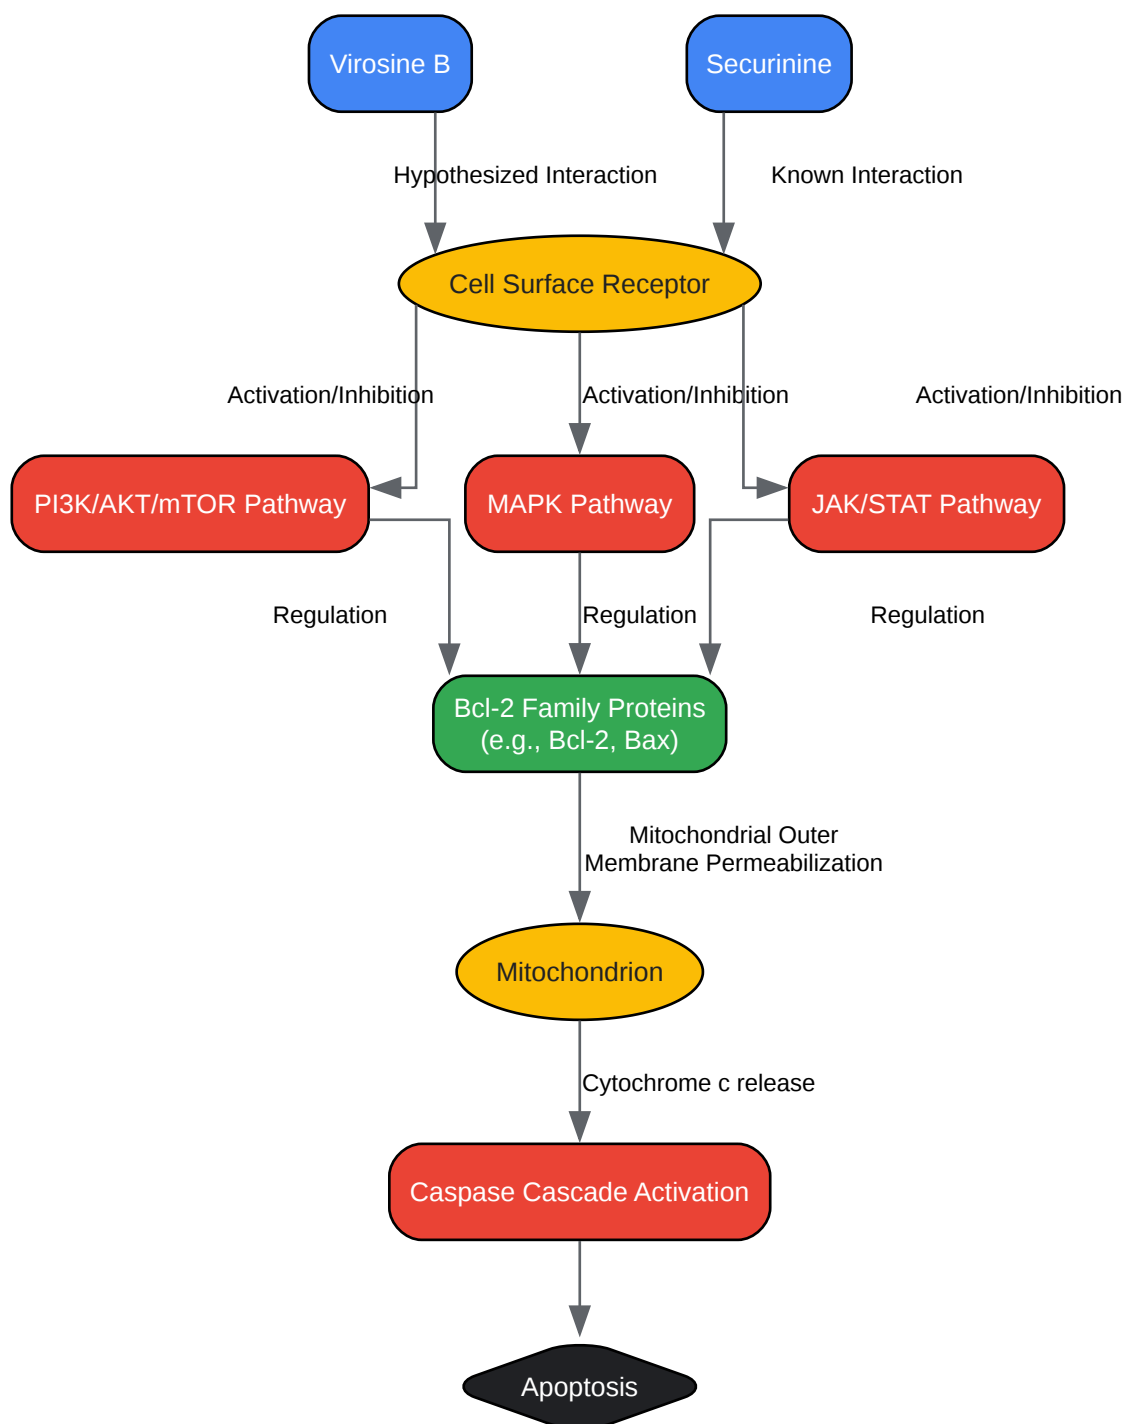 Virosine B
Securinine
Hypothesized Interaction
Known Interaction
Cell Surface Receptor
Activation/Inhibition
Activation/Inhibition
Activation/Inhibition
PI3K/AKT/mTOR Pathway
MAPK Pathway
JAK/STAT Pathway
Regulation
Regulation
Regulation
Bcl-2 Family Proteins
(e.g., Bcl-2, Bax)
Mitochondrial Outer
Membrane Permeabilization
Mitochondrion
Cytochrome c release
Caspase Cascade Activation
Apoptosis